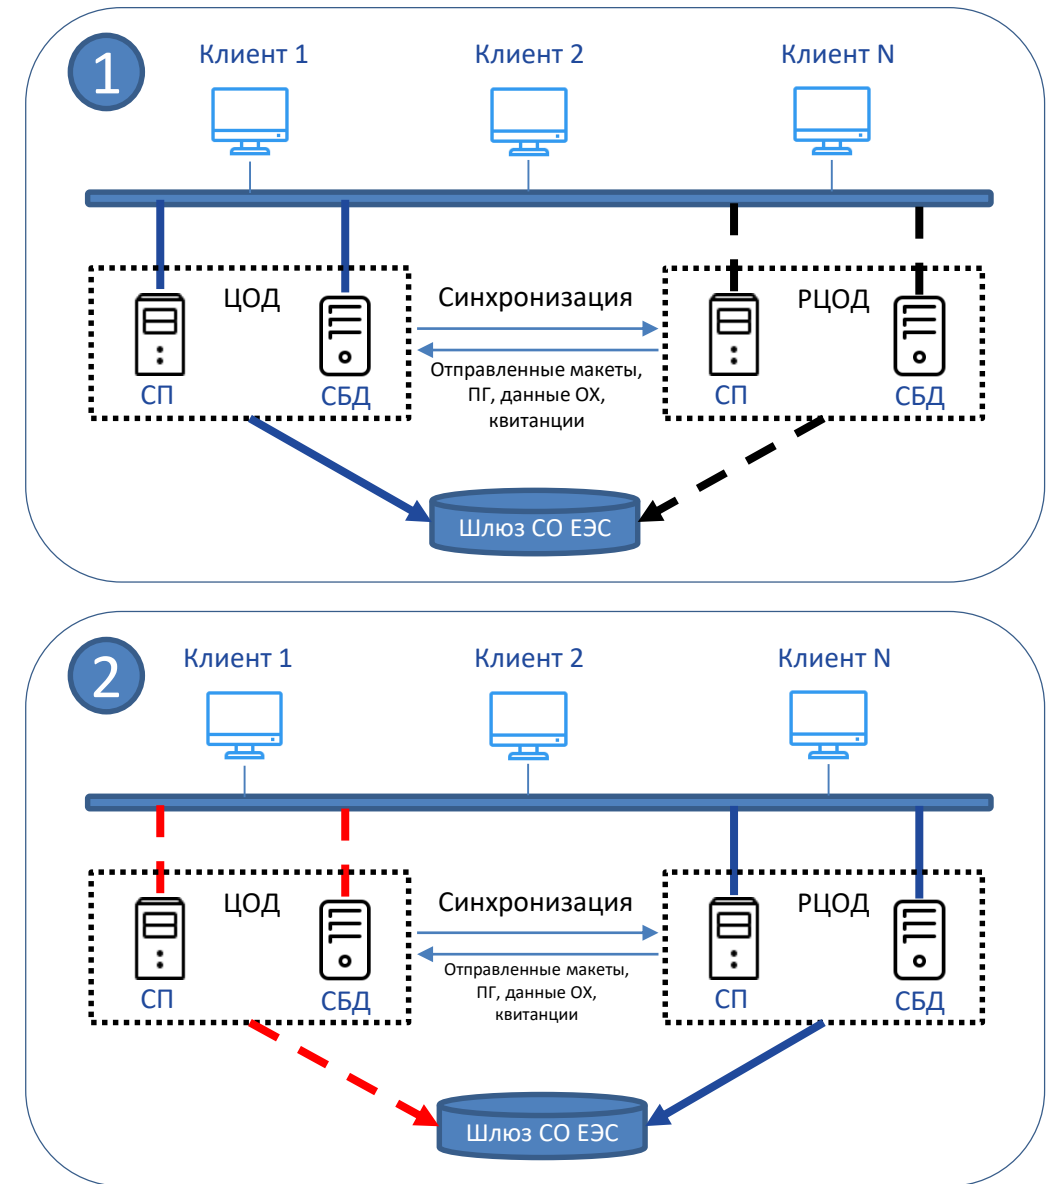 1
Клиент 1
Клиент 2
Клиент N
ЦОД
Синхронизация
РЦОД
Отправленные макеты,
ПГ, данные ОХ,
квитанции
СП
СБД
СП
СБД
Шлюз СО ЕЭС
2
Клиент 1
Клиент 2
Клиент N
ЦОД
Синхронизация
РЦОД
Отправленные макеты,
ПГ, данные ОХ,
квитанции
СП
СБД
СП
СБД
Шлюз СО ЕЭС